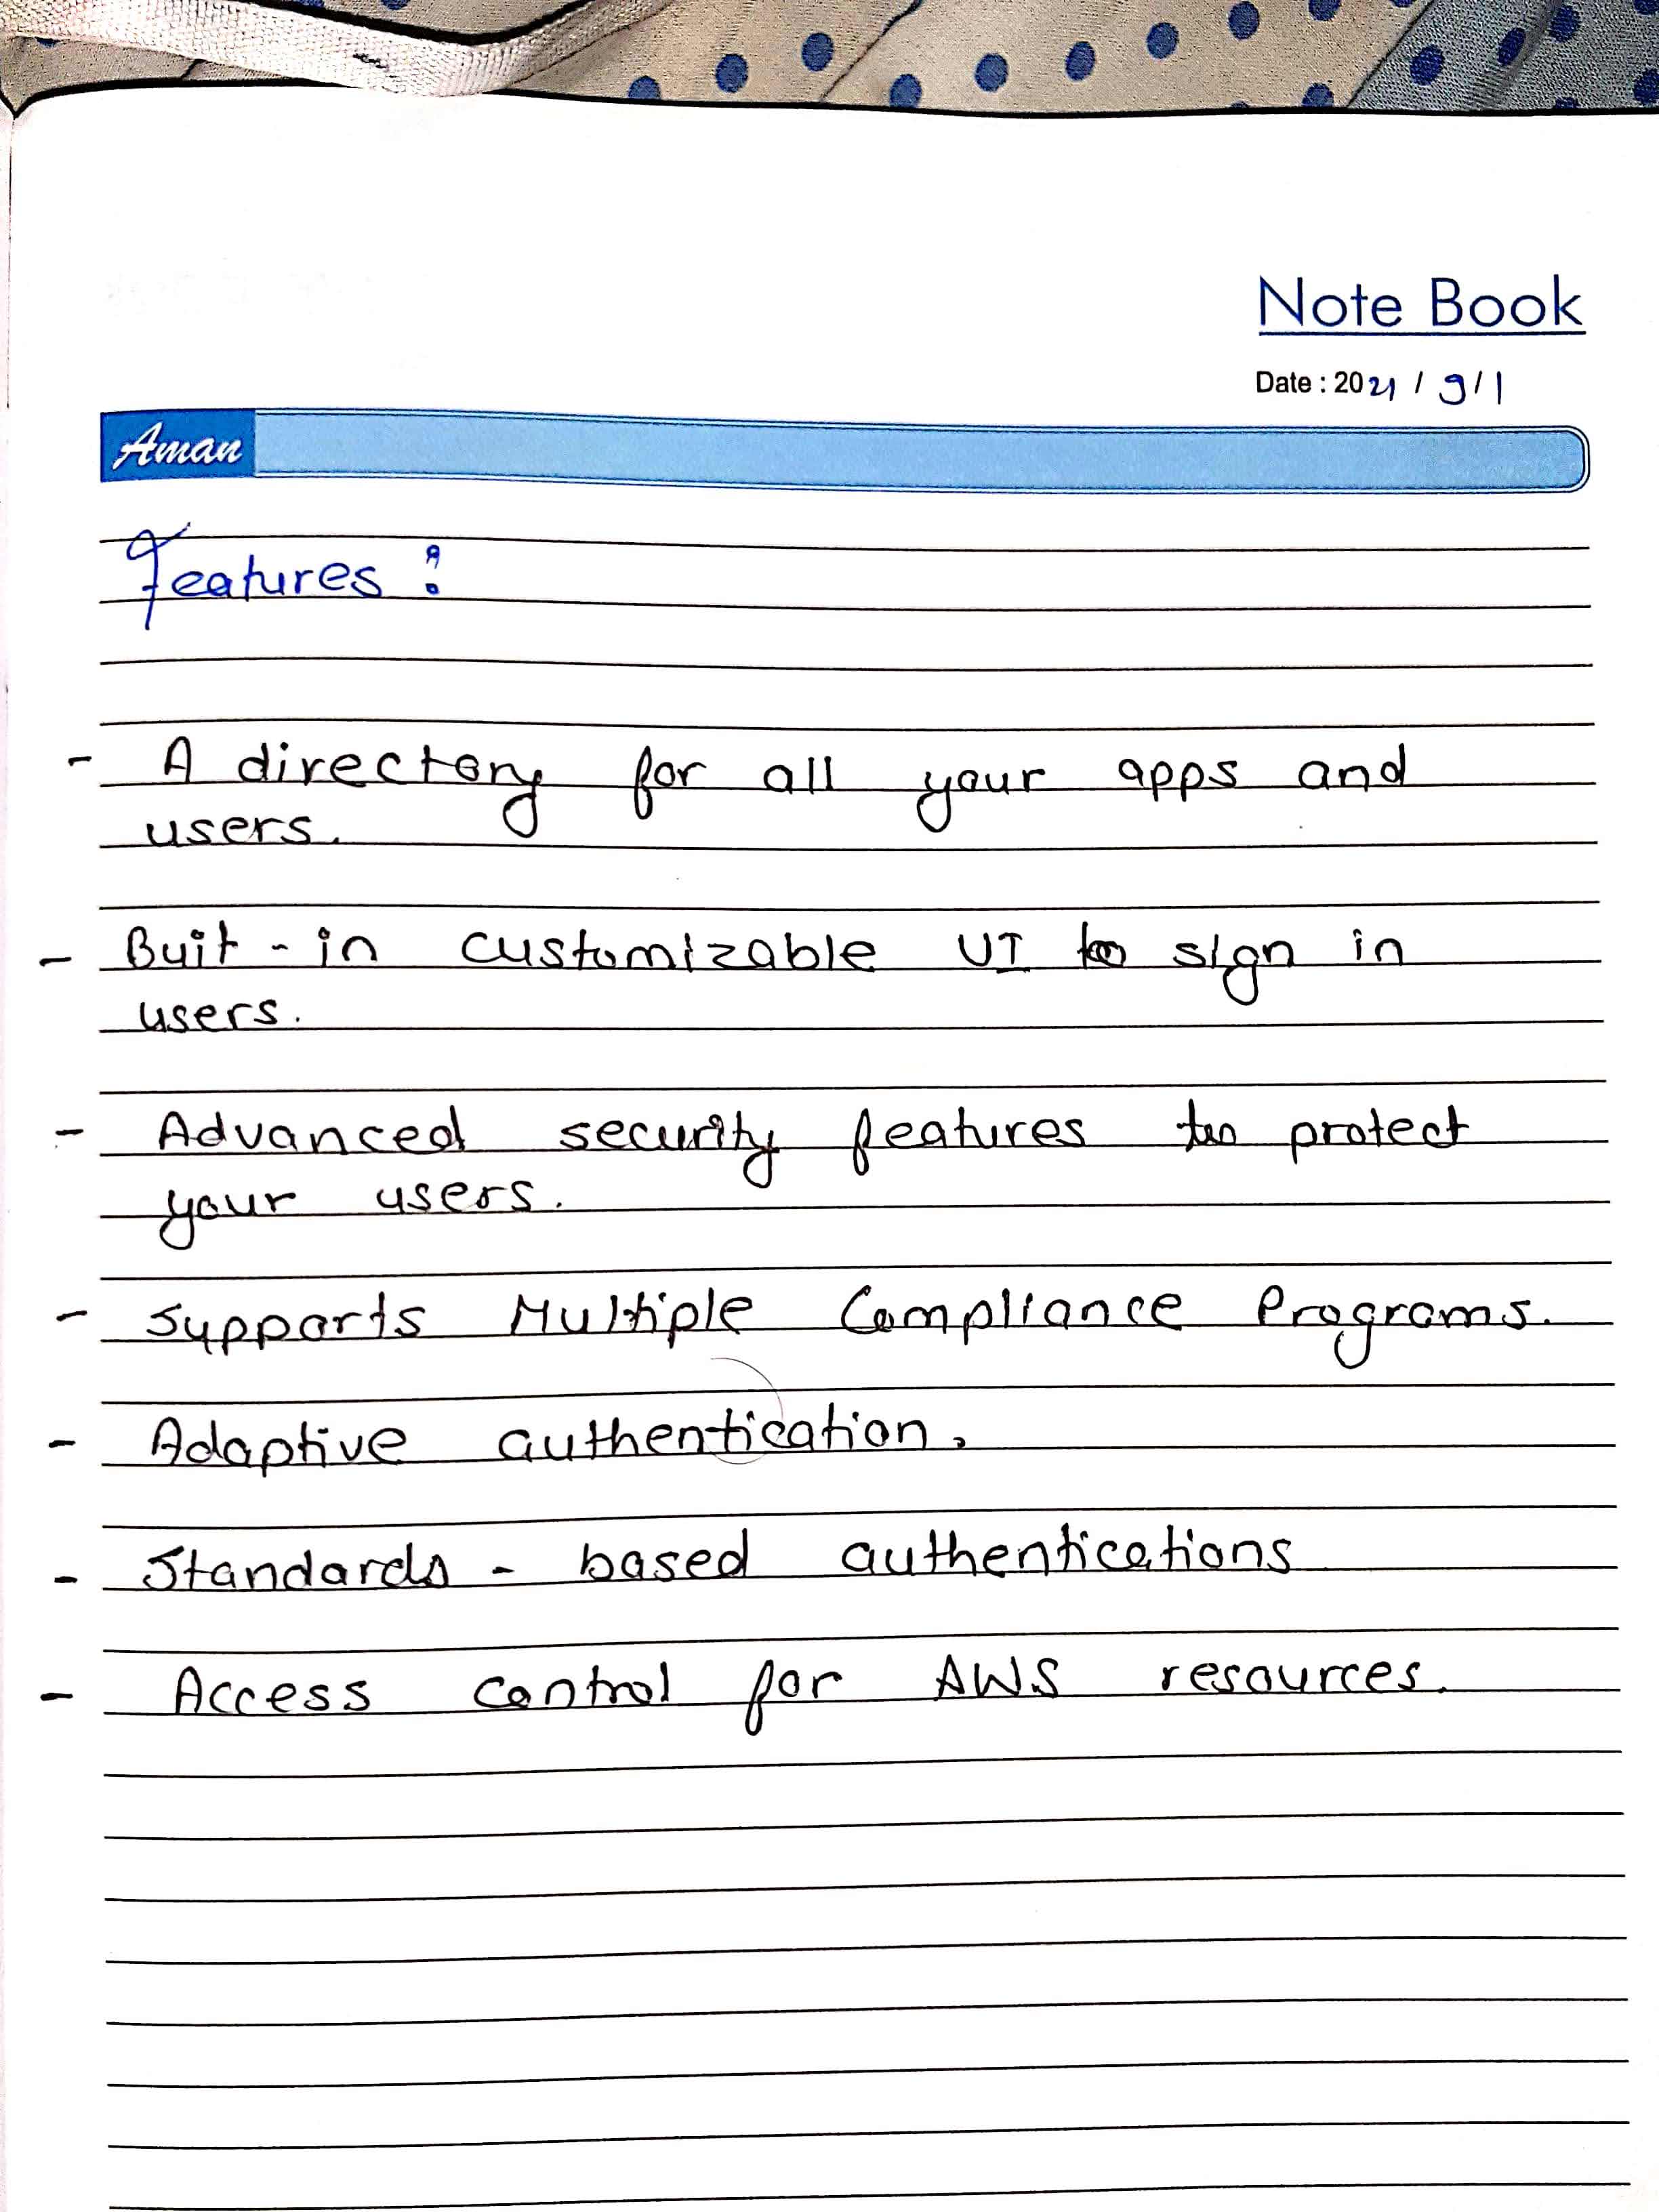 Note Book
Date : 2021 / 9/1
Aman
Features :
- A directory for all your apps and
users.
- Buit - in customizable UI to sign in
users.
- Advanced security features to protect
your users.
- Supports Multiple Compliance Programs.
- Adaptive authentication.
- Standards - based authentications
- Access control for AWS resources.